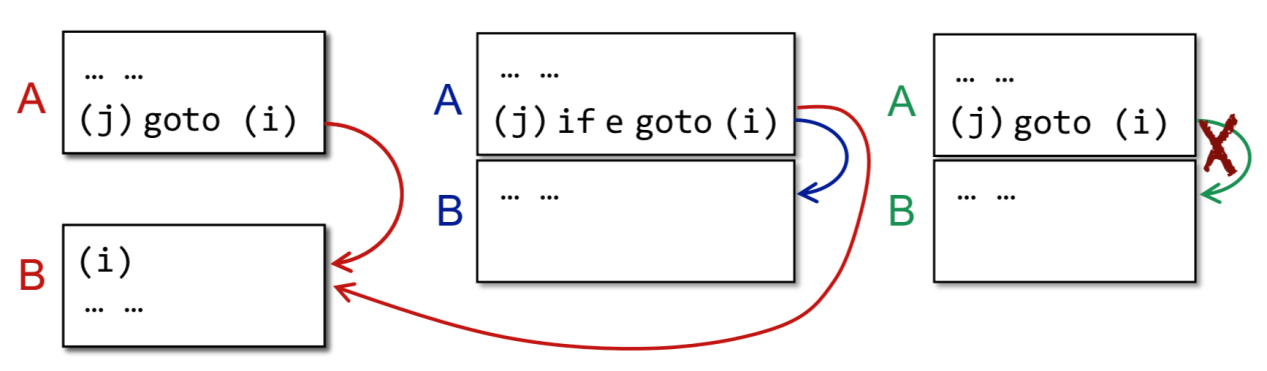 A
… …
(j) goto (i)
B
(i)
… …
A
… …
(j) if e goto (i)
B
… …
A
… …
(j) goto (i)
X
B
… …